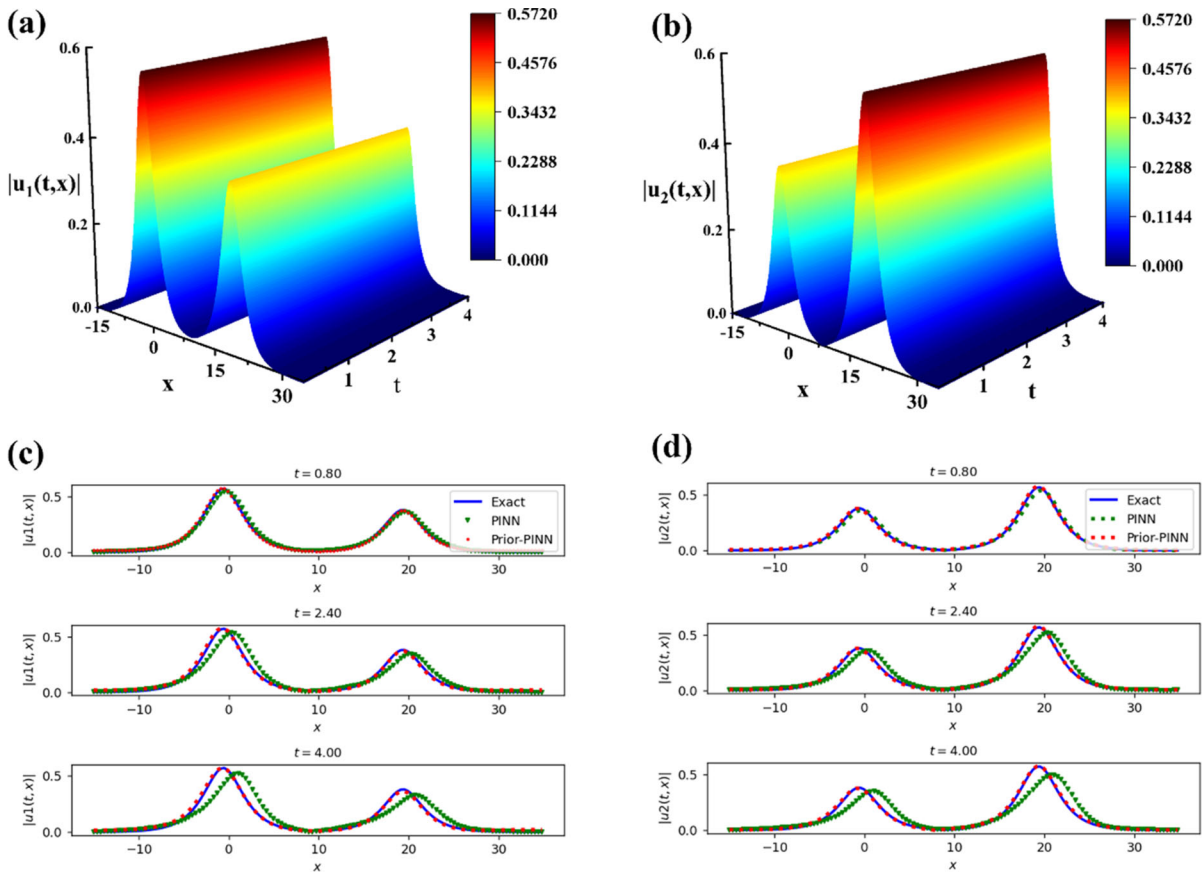 (a)
0.6
0.4
|u1(t,x)|
0.2
0.0
-15
0
15
30
x
1
2
3
4
t
0.5720
0.4576
0.3432
0.2288
0.1144
0.000
(b)
0.6
0.4
|u2(t,x)|
0.2
0.0
-15
0
15
30
x
1
2
3
4
t
0.5720
0.4576
0.3432
0.2288
0.1144
0.000
(c)
t = 0.80
|u1(t, x)|
0.5
0.0
Exact
PINN
Prior-PINN
−10 0 10 20 30
x
t = 2.40
|u1(t, x)|
0.5
0.0
−10 0 10 20 30
x
t = 4.00
|u1(t, x)|
0.5
0.0
−10 0 10 20 30
x
(d)
t = 0.80
|u2(t, x)|
0.5
0.0
Exact
PINN
Prior-PINN
−10 0 10 20 30
x
t = 2.40
|u2(t, x)|
0.5
0.0
−10 0 10 20 30
x
t = 4.00
|u2(t, x)|
0.5
0.0
−10 0 10 20 30
x